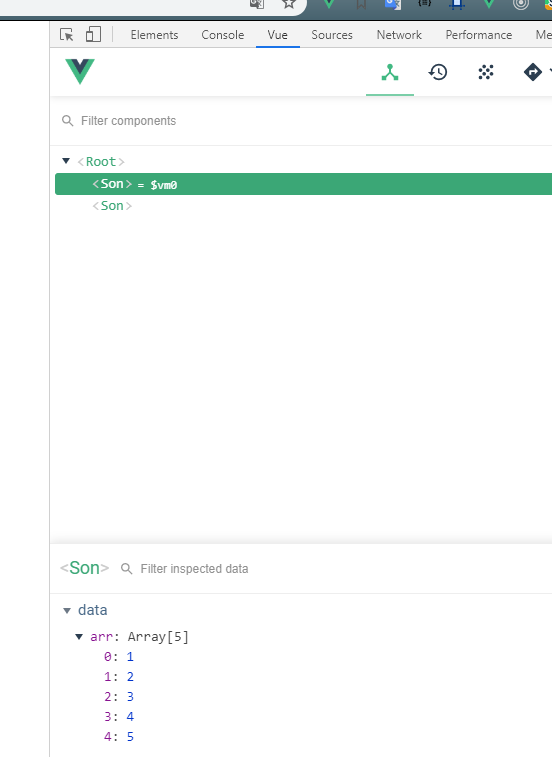 Elements Console Vue Sources Network Performance Me
Filter components
<Root>
<Son> = $vm0
<Son>
<Son> Filter inspected data
data
arr: Array[5]
0: 1
1: 2
2: 3
3: 4
4: 5